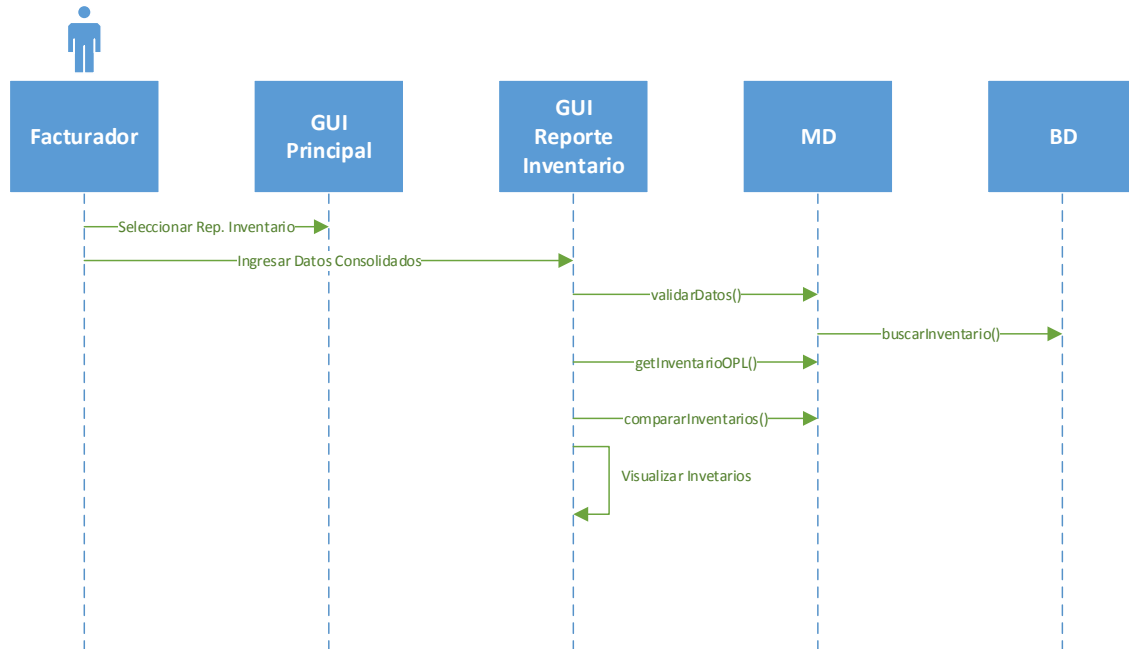 Facturador
GUI
Principal
GUI
Reporte
Inventario
MD
BD
Seleccionar Rep. Inventario
Ingresar Datos Consolidados
validarDatos()
buscarInventario()
getInventarioOPL()
compararInventarios()
Visualizar Invetarios